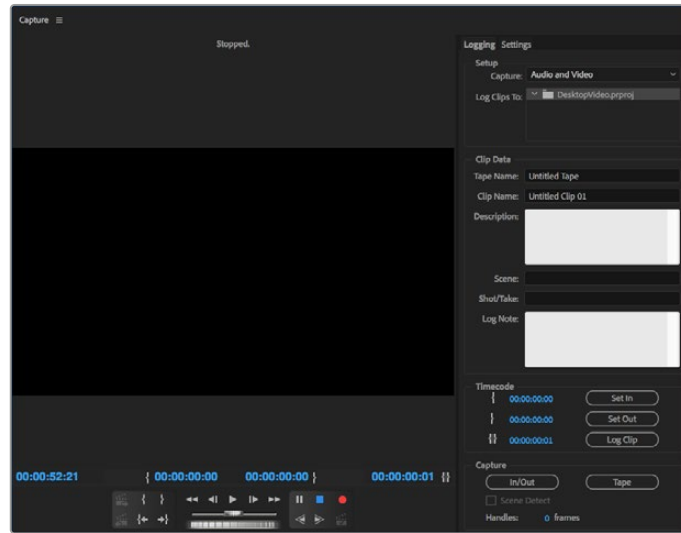 Capture
Stopped.
Logging Settings
Setup
Capture: Audio and Video
Log Clips To: DesktopVideo.prproj
Clip Data
Tape Name: Untitled Tape
Clip Name: Untitled Clip 01
Description:
Scene:
Shot/Take:
Log Note:
Timecode
{ 00:00:00:00 Set In
} 00:00:00:00 Set Out
{} 00:00:00:01 Log Clip
00:00:52:21 { 00:00:00:00 00:00:00:00 } 00:00:00:01 {}
Capture
In/Out Tape
Scene Detect
Handles: 0 frames